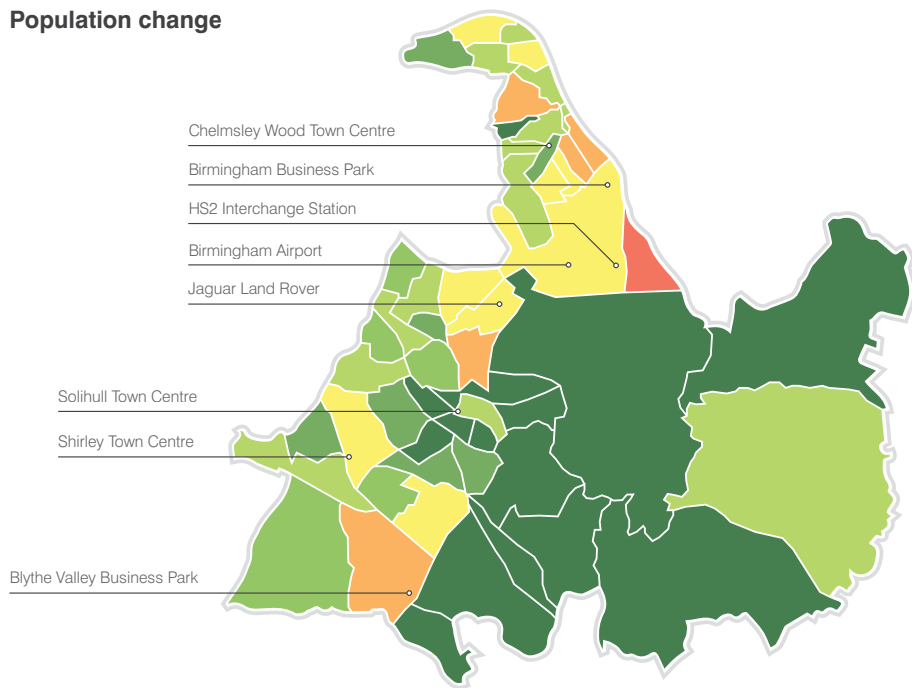 Population change
Chelmsley Wood Town Centre
Birmingham Business Park
HS2 Interchange Station
Birmingham Airport
Jaguar Land Rover
Solihull Town Centre
Shirley Town Centre
Blythe Valley Business Park